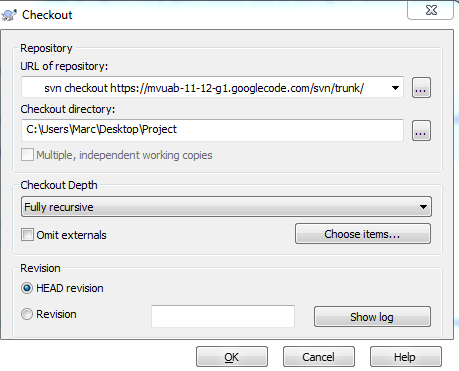 Checkout
Repository
URL of repository:
svn checkout https://mvuab-11-12-g1.googlecode.com/svn/trunk/
...
Checkout directory:
C:\Users\Marc\Desktop\Project
...
Multiple, independent working copies
Checkout Depth
Fully recursive
Omit externals
Choose items...
Revision
HEAD revision
Revision
Show log
OK
Cancel
Help